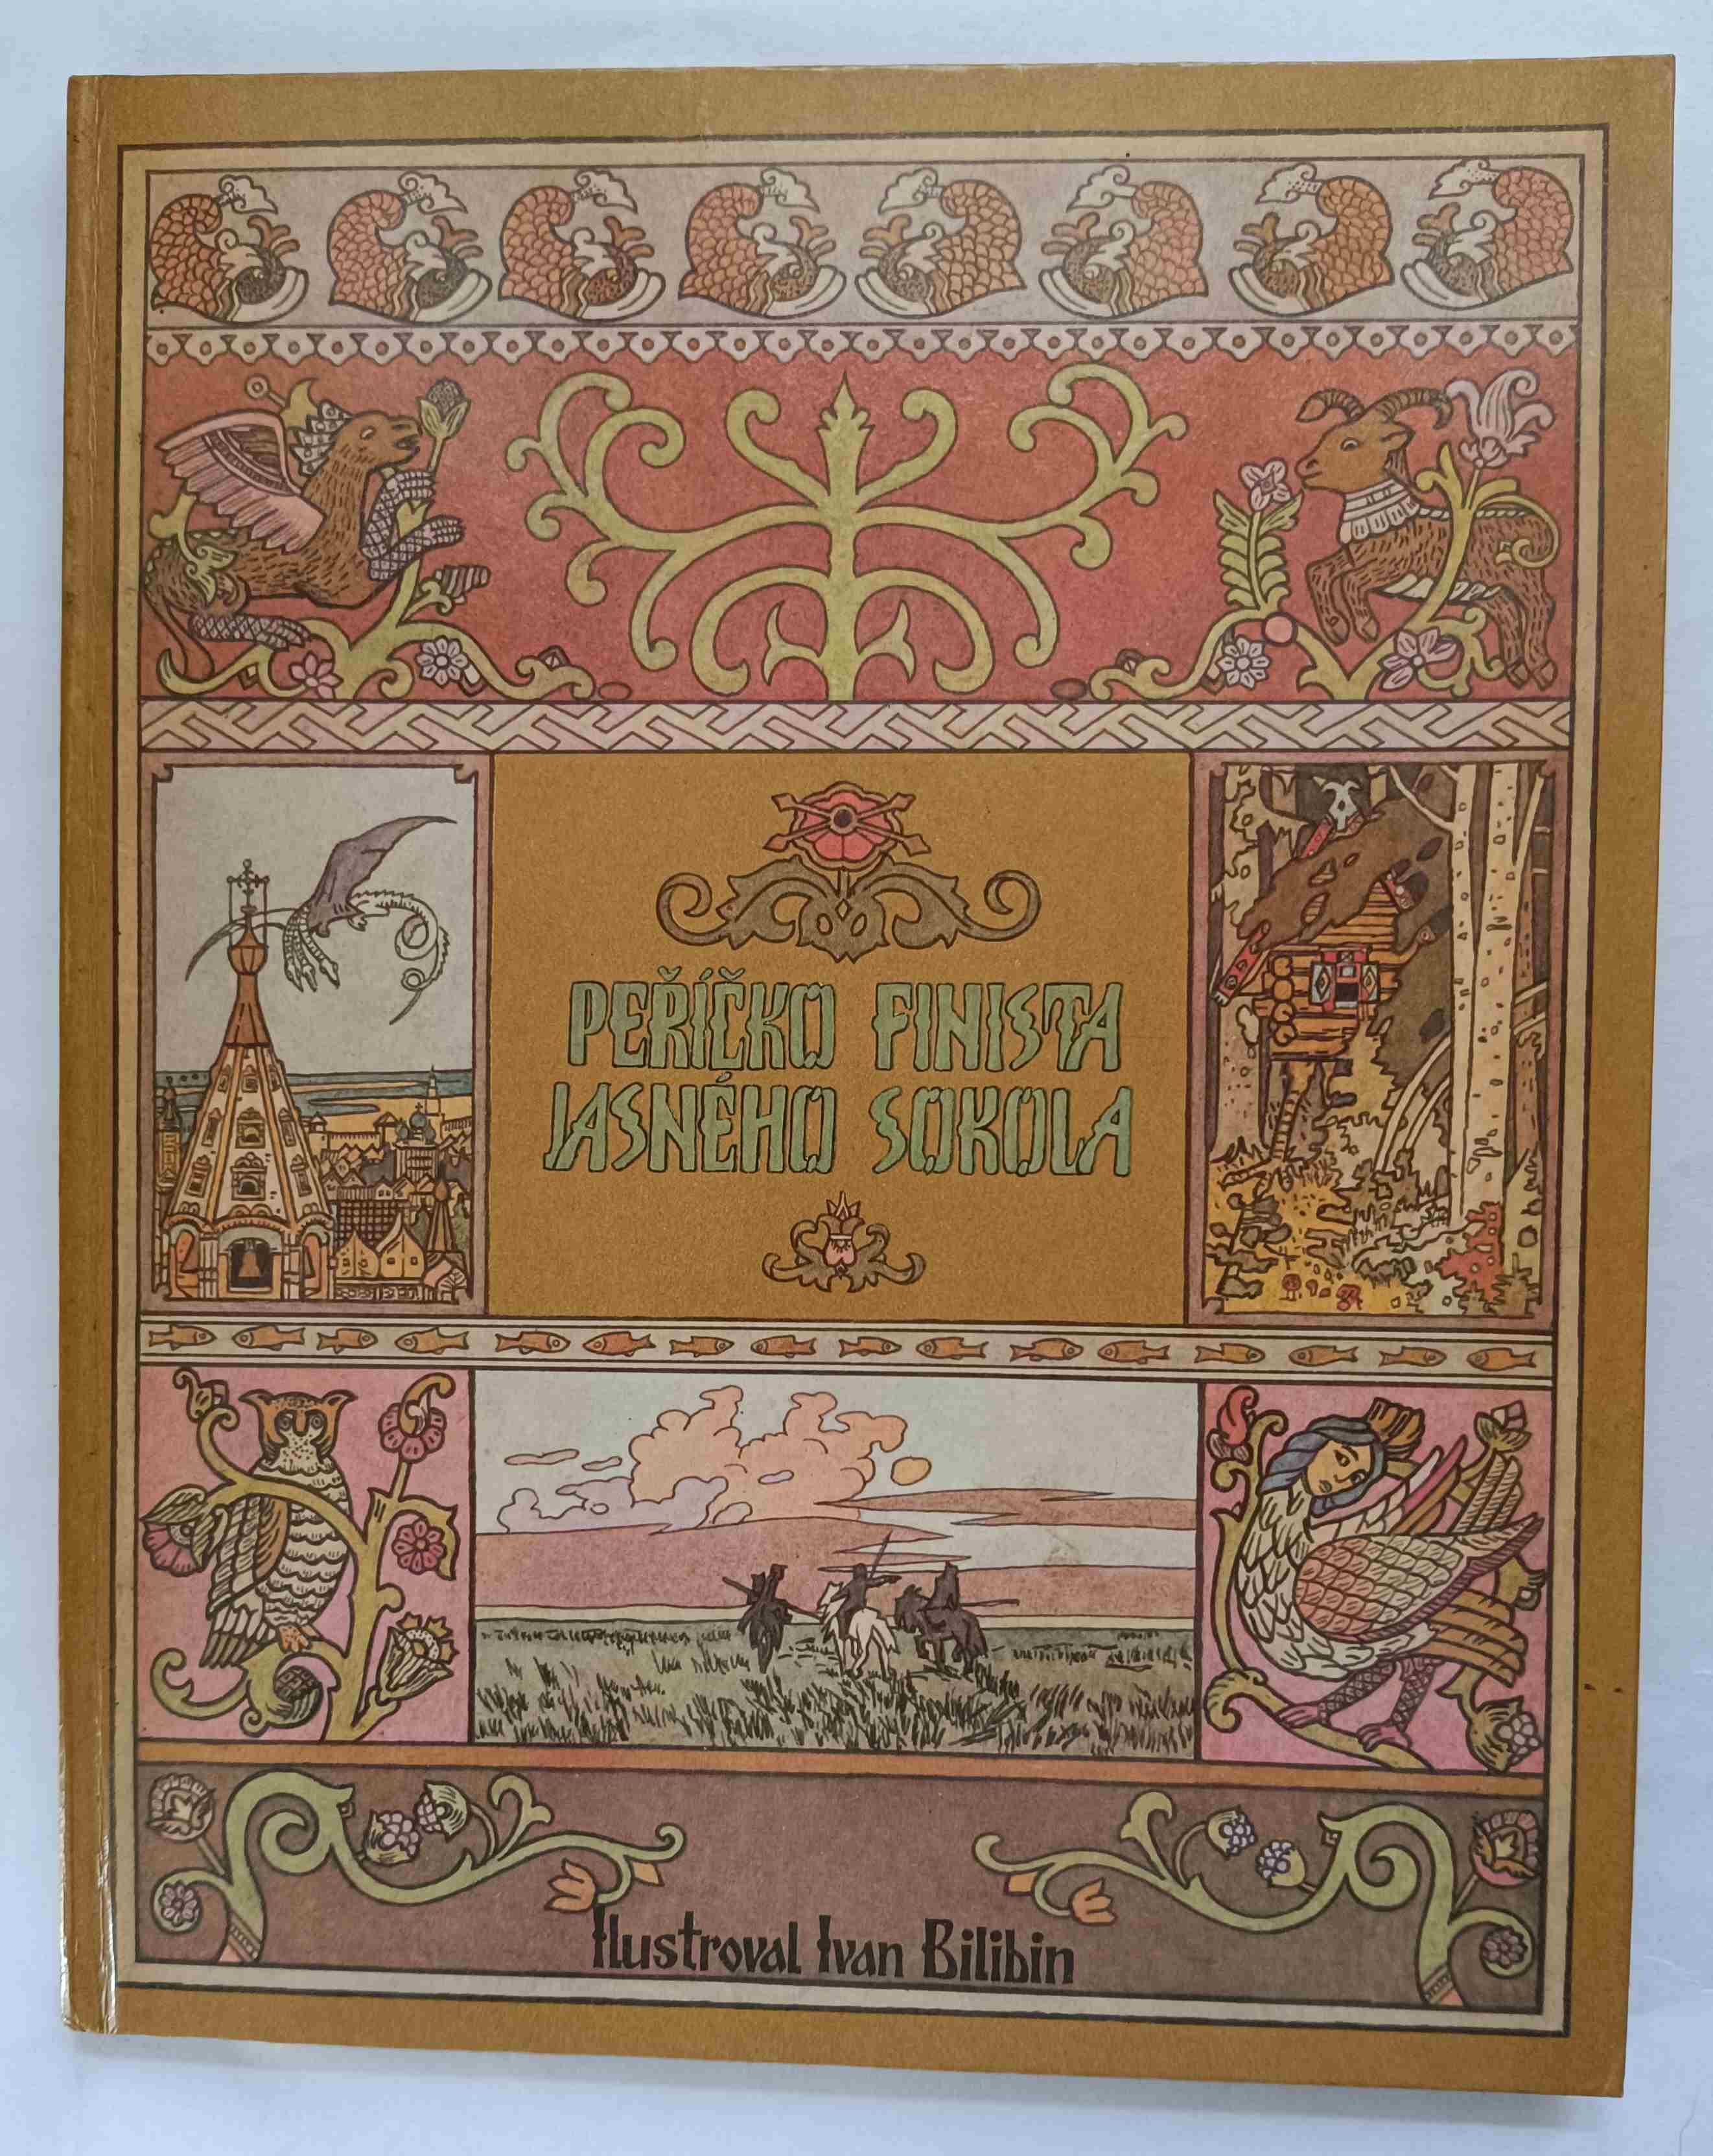 PEŘÍČKO FINISTA
JASNÉHO SOKOLA
Ilustroval Ivan Bilibin